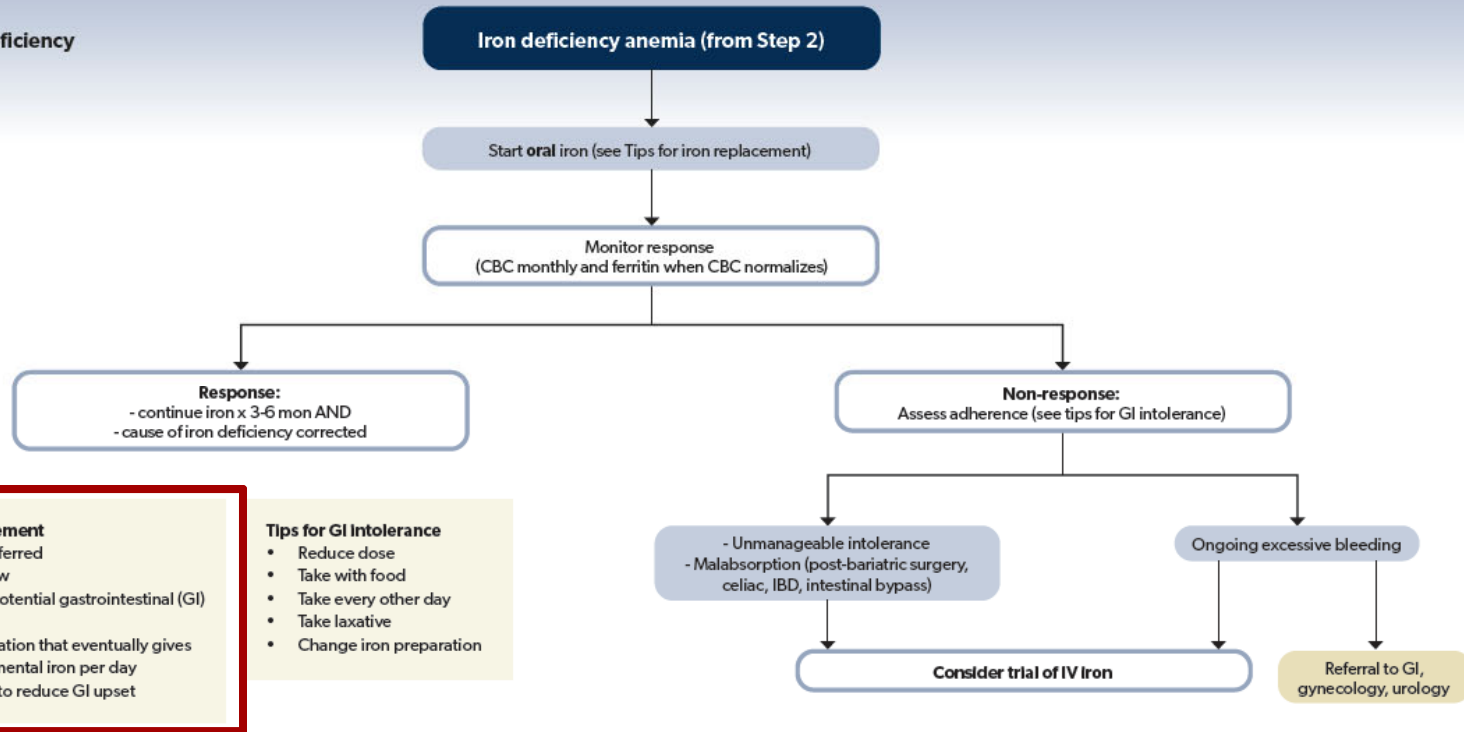 ficiency
Iron deficiency anemia (from Step 2)
Start oral iron (see Tips for iron replacement)
Monitor response
(CBC monthly and ferritin when CBC normalizes)
Response:
- continue iron x 3-6 mon AND
- cause of iron deficiency corrected
Non-response:
Assess adherence (see tips for GI intolerance)
ement
ferred
w
otential gastrointestinal (GI)
ation that eventually gives
mental iron per day
to reduce GI upset
Tips for GI intolerance
• Reduce dose
• Take with food
• Take every other day
• Take laxative
• Change iron preparation
- Unmanageable intolerance
- Malabsorption (post-bariatric surgery,
celiac, IBD, intestinal bypass)
Ongoing excessive bleeding
Consider trial of IV iron
Referral to GI,
gynecology, urology